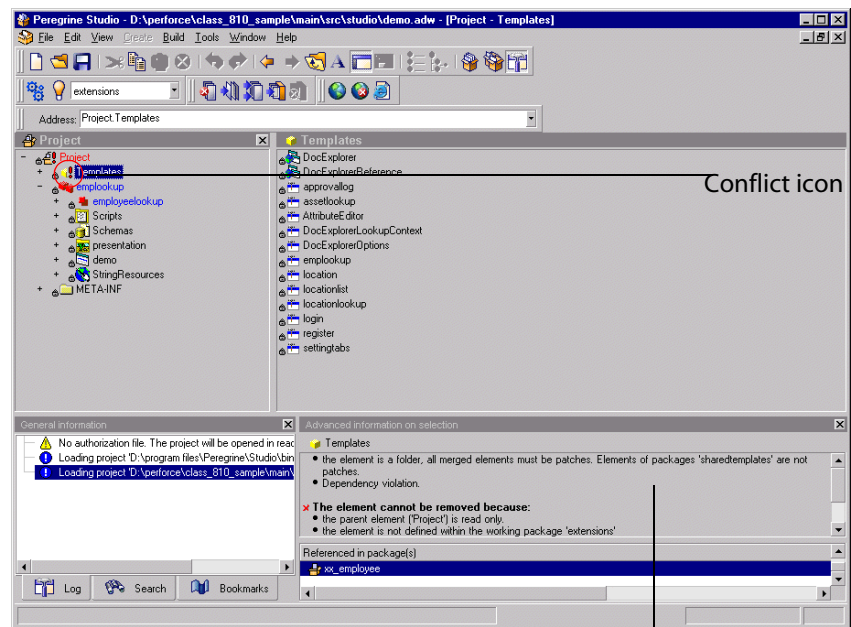 Peregrine Studio - D:\perforce\class_810_sample\main\src\studio\demo.adw - [Project - Templates]
File Edit View Create Build Tools Window Help
extensions
Address: Project.Templates
Project
Templates
Project
Templates
emplookup
employeelookup
Scripts
Schemas
presentation
demo
StringResources
META-INF
DocExplorer
DocExplorerReference
approvallog
assetlookup
AttributeEditor
DocExplorerLookupContext
DocExplorerOptions
emplookup
location
locationlist
locationlookup
login
register
settingtabs
Conflict icon
General information
No authorization file. The project will be opened in reac
Loading project 'D:\program files\Peregrine\Studio\bin
Loading project 'D:\perforce\class_810_sample\main\
Log Search Bookmarks
Advanced information on selection
Templates
• the element is a folder, all merged elements must be patches. Elements of packages 'sharedtemplates' are not
patches.
• Dependency violation.
The element cannot be removed because:
• the parent element ('Project') is read only.
• the element is not defined within the working package 'extensions'
Referenced in package(s)
xx_employee